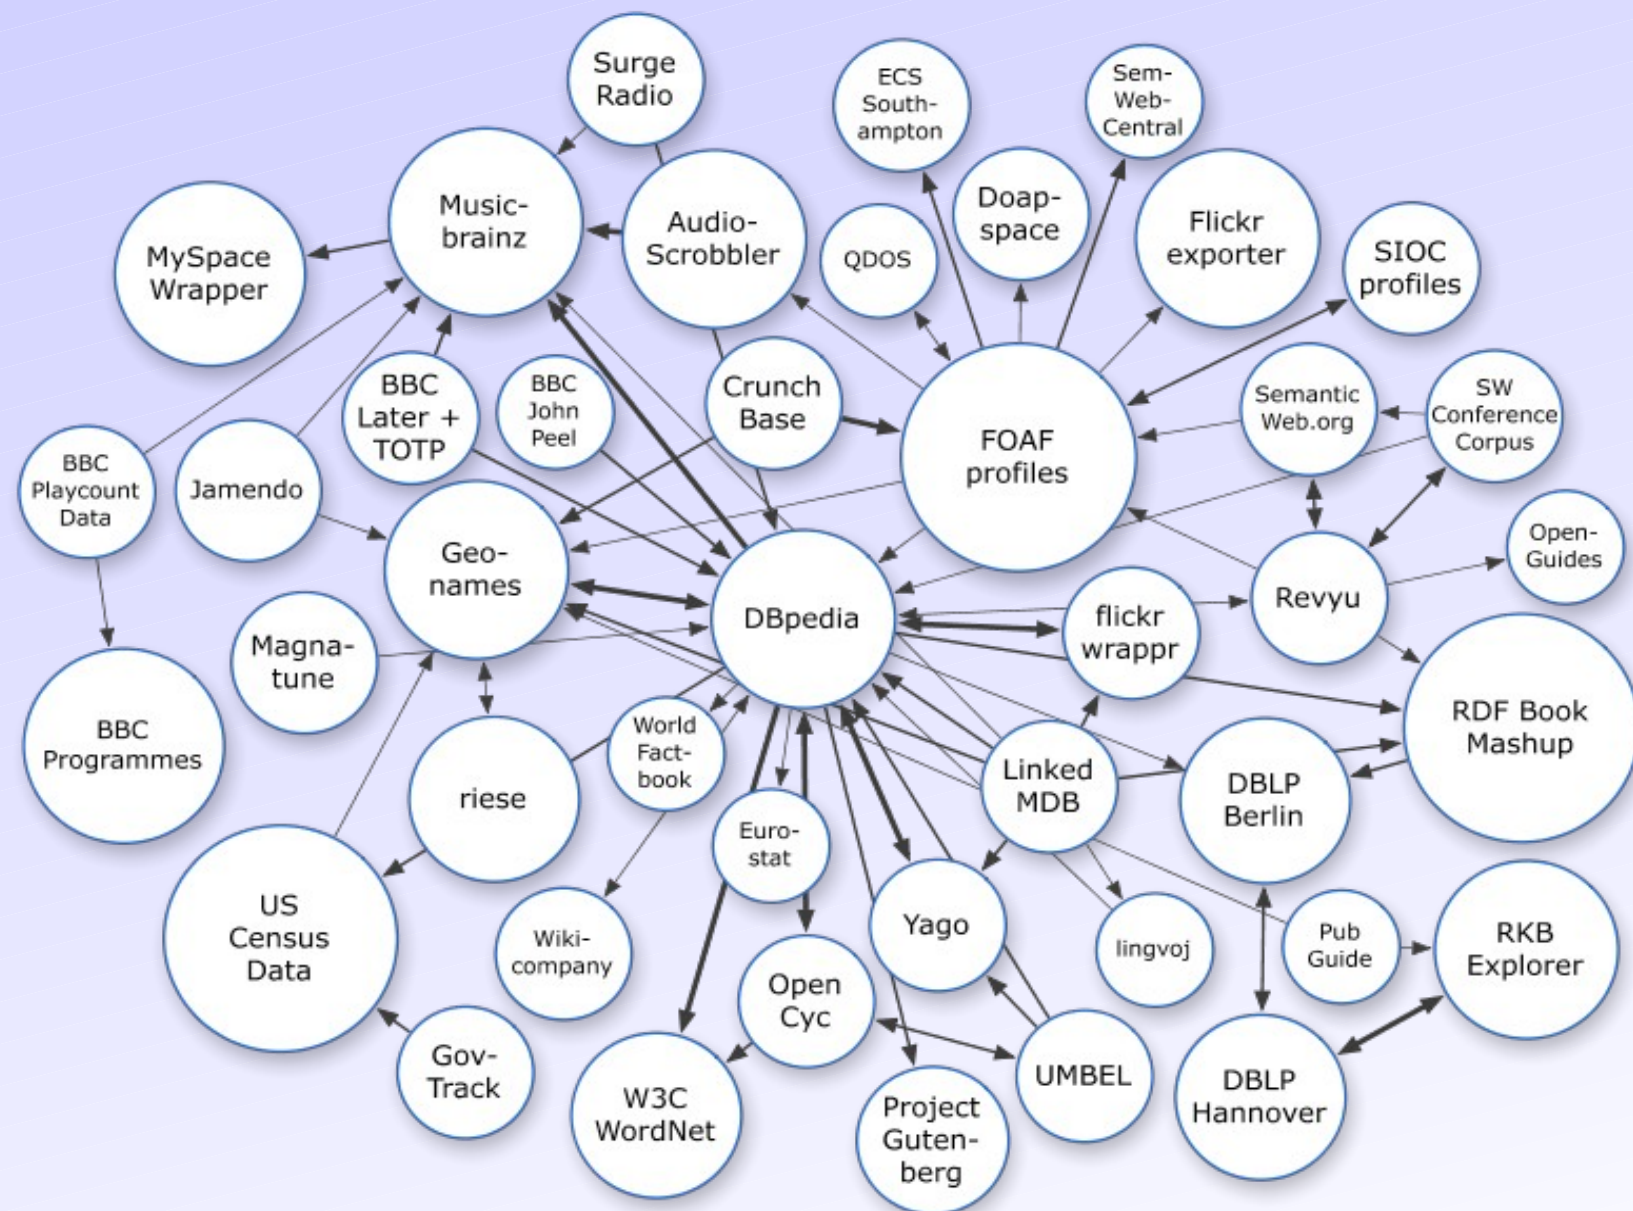 Surge
Radio
ECS
South-
ampton
Sem-
Web-
Central
Music-
brainz
Audio-
Scrobbler
Doap-
space
Flickr
exporter
QDOS
SIOC
profiles
MySpace
Wrapper
BBC
Later +
TOTP
BBC
John
Peel
Crunch
Base
FOAF
profiles
Semantic
Web.org
SW
Conference
Corpus
BBC
Playcount
Data
Jamendo
Geo-
names
DBpedia
flickr
wrappr
Revyu
Open-
Guides
Magna-
tune
BBC
Programmes
riese
World
Fact-
book
Linked
MDB
DBLP
Berlin
RDF Book
Mashup
Euro-
stat
US
Census
Data
Wiki-
company
Yago
lingvoj
Pub
Guide
RKB
Explorer
Open
Cyc
Gov-
Track
W3C
WordNet
Project
Guten-
berg
UMBEL
DBLP
Hannover